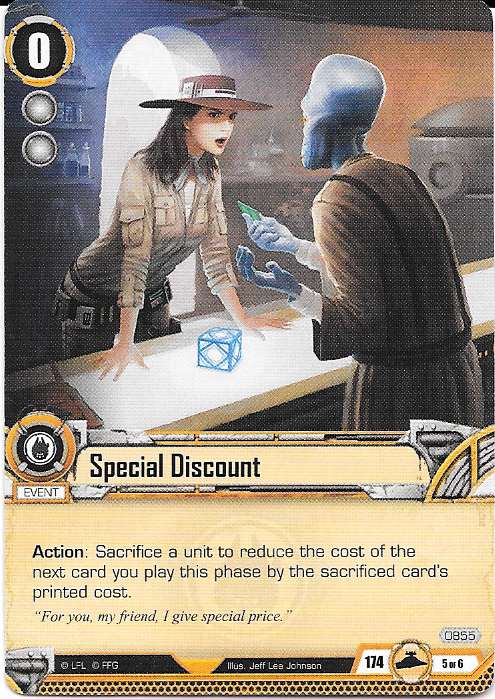 0
Special Discount
EVENT
Action: Sacrifice a unit to reduce the cost of the
next card you play this phase by the sacrificed card's
printed cost.
"For you, my friend, I give special price."
0855
© LFL © FFG
Illus. Jeff Lee Johnson
174
5 of 6